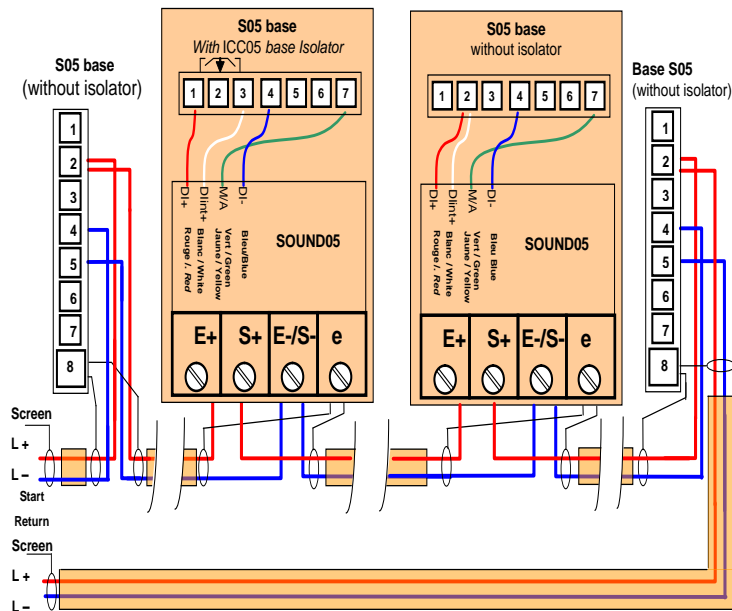 S05 base
(without isolator)
1
2
3
4
5
6
7
8
S05 base
With ICC05 base Isolator
1 2 3 4 5 6 7
DI+
DIint+
M/A
DI-
Rouge /. Red
Blanc / White
Jaune / Yellow
Vert / Green
Bleu/Blue
SOUND05
E+ S+ E-/S- e
S05 base
without isolator
1 2 3 4 5 6 7
DI+
DIint+
M/A
DI-
Rouge /. Red
Blanc / White
Jaune / Yellow
Vert / Green
Bleu Blue
SOUND05
E+ S+ E-/S- e
Base S05
(without isolator)
1
2
3
4
5
6
7
8
Screen
L +
L –
Start
Return
Screen
L +
L –